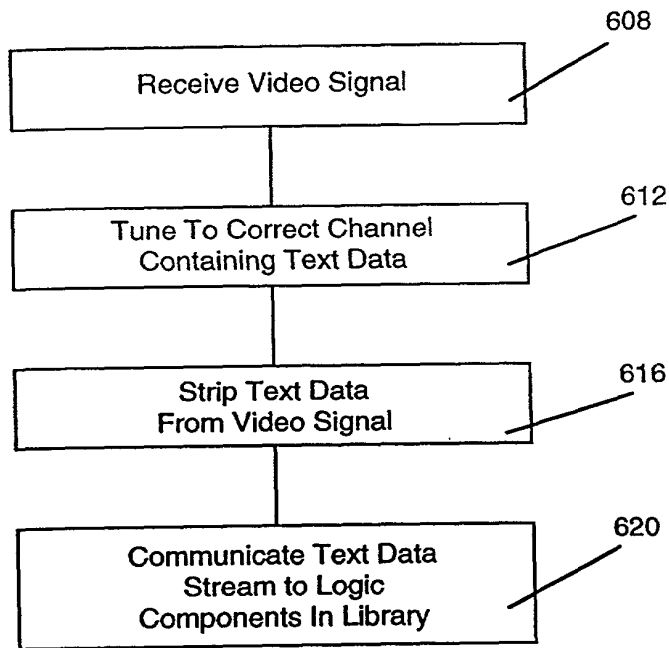 608
Receive Video Signal
612
Tune To Correct Channel
Containing Text Data
616
Strip Text Data
From Video Signal
620
Communicate Text Data
Stream to Logic
Components In Library